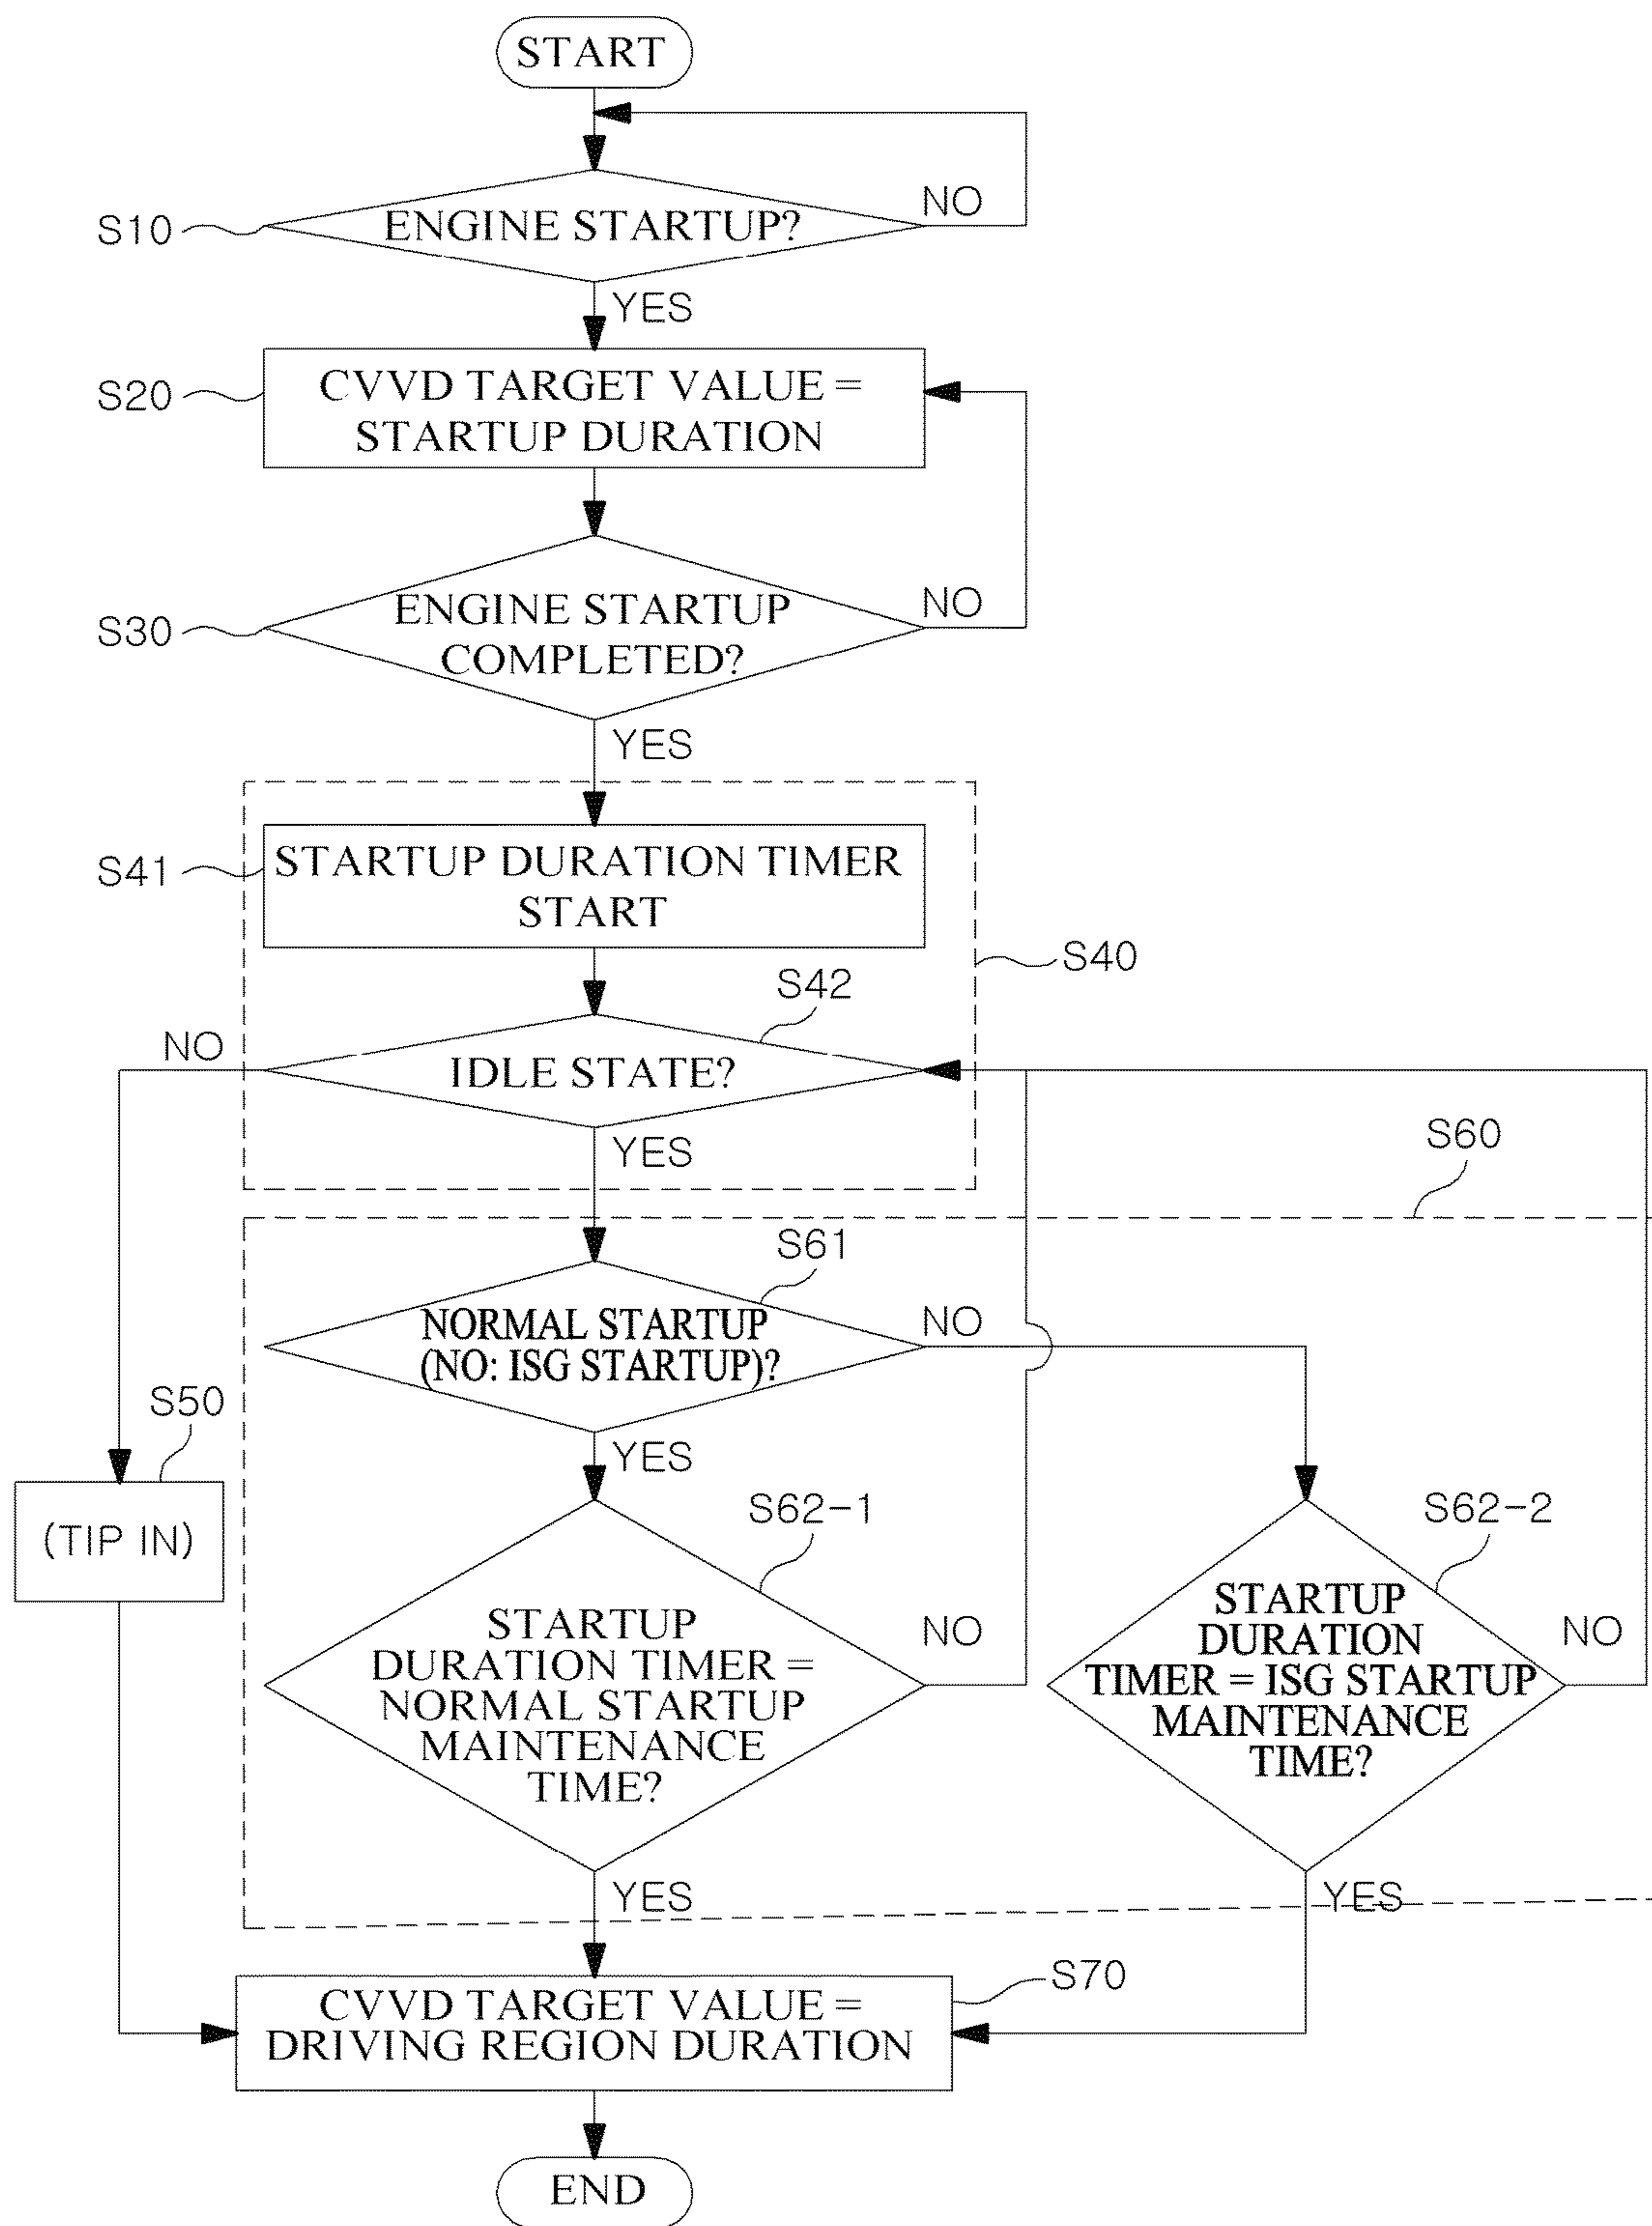 START
NO
S10
ENGINE STARTUP?
YES
S20
CVVD TARGET VALUE =
STARTUP DURATION
S30
ENGINE STARTUP
COMPLETED?
NO
YES
S41
STARTUP DURATION TIMER
START
S40
S42
NO
IDLE STATE?
YES
S60
S61
NORMAL STARTUP
(NO: ISG STARTUP)?
NO
S50
YES
(TIP IN)
S62-1
STARTUP
DURATION TIMER =
NORMAL STARTUP
MAINTENANCE
TIME?
NO
S62-2
STARTUP
DURATION
TIMER = ISG STARTUP
MAINTENANCE
TIME?
NO
YES
YES
S70
CVVD TARGET VALUE =
DRIVING REGION DURATION
END